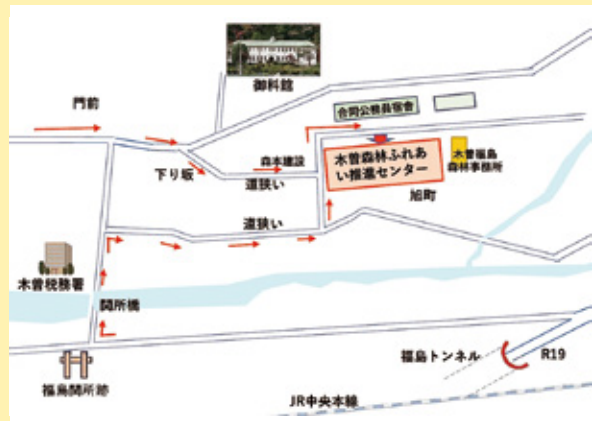 御料館
門前
合同公務員宿舎
下り坂
森本建設
道狭い
木曽森林ふれあ
い推進センター
木曽福島
森林事務所
旭町
道狭い
木曽税務署
関所橋
福島関所跡
福島トンネル
R19
JR中央本線